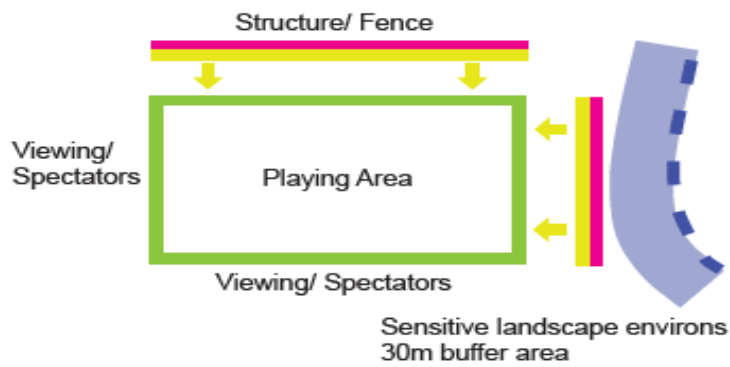 Structure/ Fence
Viewing/
Spectators
Playing Area
Viewing/ Spectators
Sensitive landscape environs
30m buffer area